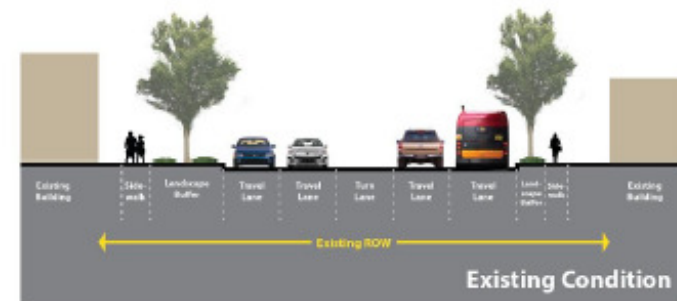 Existing
Building
Side-
walk
Landscape
Buffer
Travel
Lane
Travel
Lane
Turn
Lane
Travel
Lane
Travel
Lane
Land-
scape
Buffer
Side-
walk
Existing
Building
Existing ROW
Existing Condition